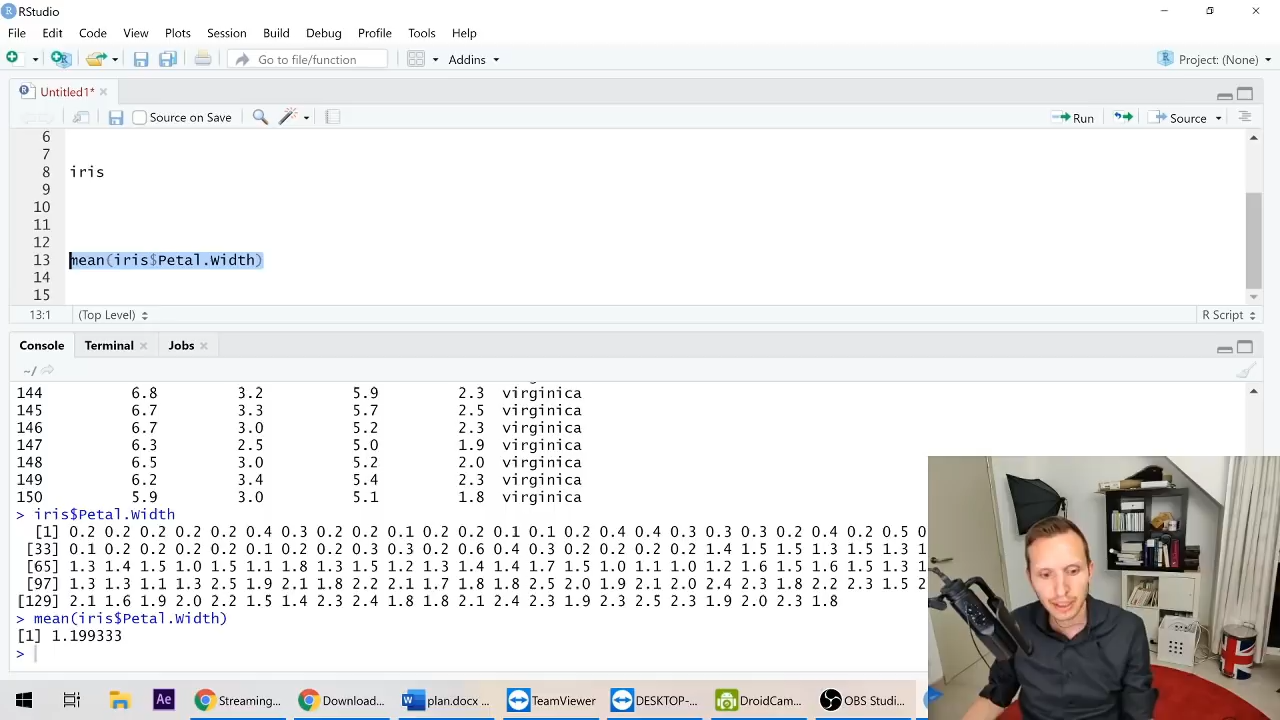 RStudio
File Edit Code View Plots Session Build Debug Profile Tools Help
Go to file/function Addins Project: (None)
Untitled1*
Source on Save Run Source
6
7
8 iris
9
10
11
12
13 mean(iris$Petal.Width)
14
15
13:1 (Top Level) R Script
Console Terminal Jobs
~/
144 6.8 3.2 5.9 2.3 virginica
145 6.7 3.3 5.7 2.5 virginica
146 6.7 3.0 5.2 2.3 virginica
147 6.3 2.5 5.0 1.9 virginica
148 6.5 3.0 5.2 2.0 virginica
149 6.2 3.4 5.4 2.3 virginica
150 5.9 3.0 5.1 1.8 virginica
> iris$Petal.Width
[1] 0.2 0.2 0.2 0.2 0.2 0.4 0.3 0.2 0.2 0.1 0.2 0.2 0.1 0.1 0.2 0.4 0.4 0.3 0.3 0.3 0.2 0.4 0.2 0.5 0
[33] 0.1 0.2 0.2 0.2 0.2 0.1 0.2 0.2 0.3 0.3 0.2 0.6 0.4 0.3 0.2 0.2 0.2 0.2 1.4 1.5 1.5 1.3 1.5 1.3 1
[65] 1.3 1.4 1.5 1.0 1.5 1.1 1.8 1.3 1.5 1.2 1.3 1.4 1.4 1.7 1.5 1.0 1.1 1.0 1.2 1.6 1.5 1.6 1.5 1.3 1
[97] 1.3 1.3 1.1 1.3 2.5 1.9 2.1 1.8 2.2 2.1 1.7 1.8 1.8 2.5 2.0 1.9 2.1 2.0 2.4 2.3 1.8 2.2 2.3 1.5 2
[129] 2.1 1.6 1.9 2.0 2.2 1.5 1.4 2.3 2.4 1.8 1.8 2.1 2.4 2.3 1.9 2.3 2.5 2.3 1.9 2.0 2.3 1.8
> mean(iris$Petal.Width)
[1] 1.199333
>
Ae Streaming... Download... plan.docx ... TeamViewer DESKTOP-... DroidCam... OBS Studi...